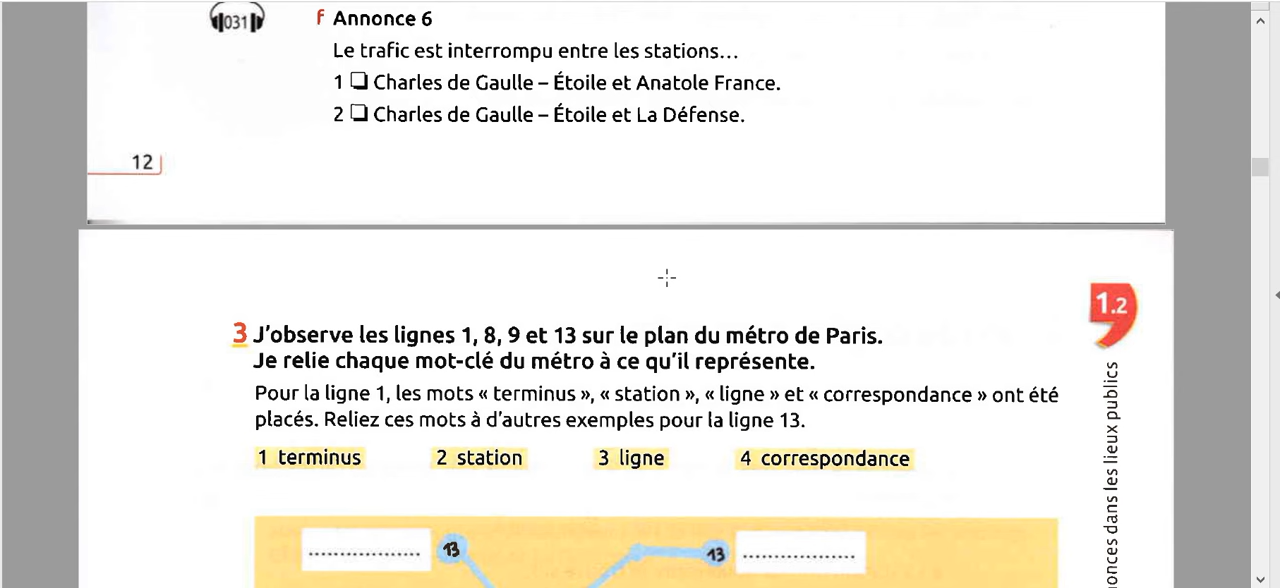 031 f Annonce 6
Le trafic est interrompu entre les stations…
1 ❑ Charles de Gaulle – Étoile et Anatole France.
2 ❑ Charles de Gaulle – Étoile et La Défense.
12
1.2
3 J'observe les lignes 1, 8, 9 et 13 sur le plan du métro de Paris.
Je relie chaque mot-clé du métro à ce qu'il représente.
Pour la ligne 1, les mots « terminus », « station », « ligne » et « correspondance » ont été
placés. Reliez ces mots à d'autres exemples pour la ligne 13.
1 terminus 2 station 3 ligne 4 correspondance
.................. 13 13 ..................
dans les lieux publics